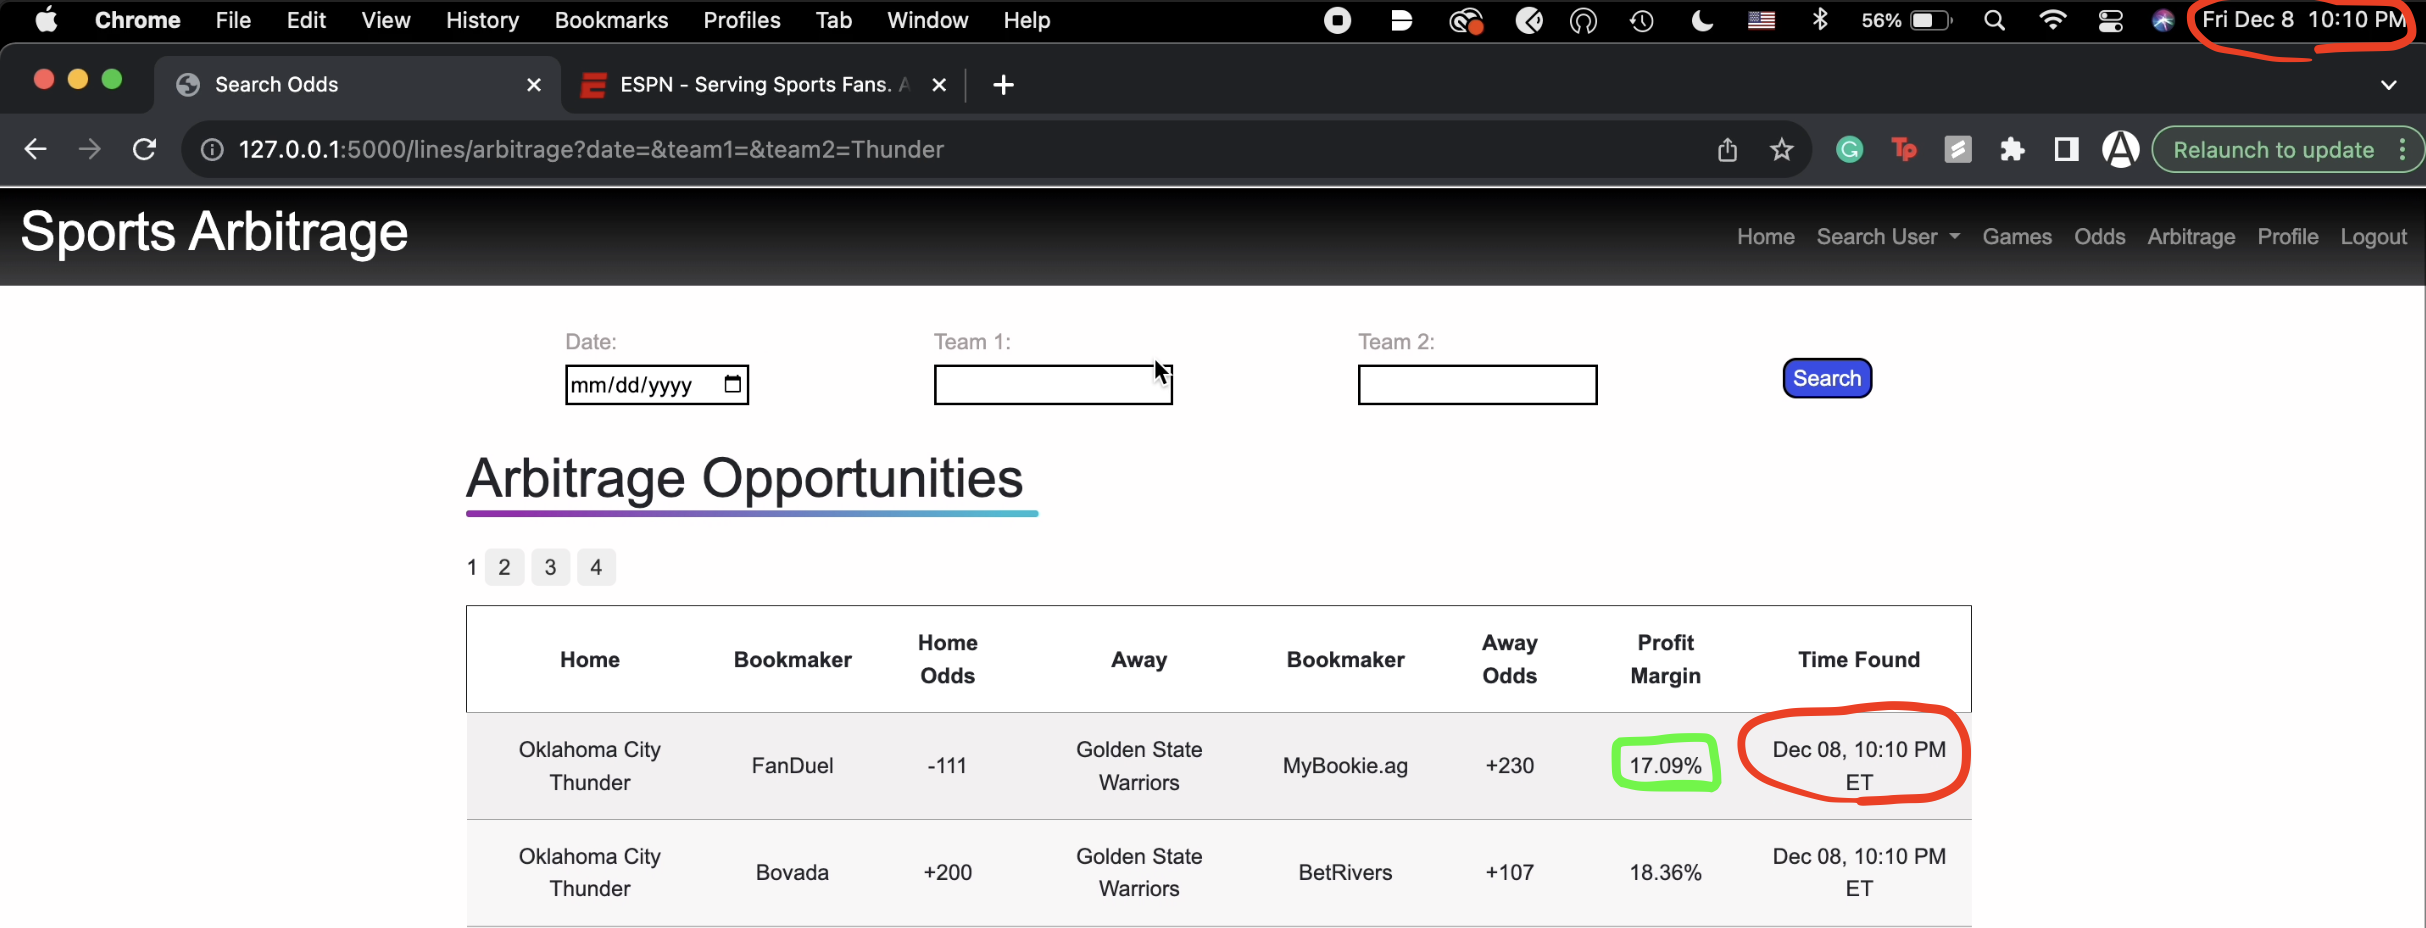 Chrome File Edit View History Bookmarks Profiles Tab Window Help 56% Fri Dec 8 10:10 PM
Search Odds ESPN - Serving Sports Fans. A
127.0.0.1:5000/lines/arbitrage?date=&team1=&team2=Thunder Relaunch to update
Sports Arbitrage Home Search User Games Odds Arbitrage Profile Logout
Date: Team 1: Team 2:
mm/dd/yyyy Search
Arbitrage Opportunities
1 2 3 4
Home Bookmaker Home Odds Away Bookmaker Away Odds Profit Margin Time Found
Oklahoma City Thunder FanDuel -111 Golden State Warriors MyBookie.ag +230 17.09% Dec 08, 10:10 PM ET
Oklahoma City Thunder Bovada +200 Golden State Warriors BetRivers +107 18.36% Dec 08, 10:10 PM ET